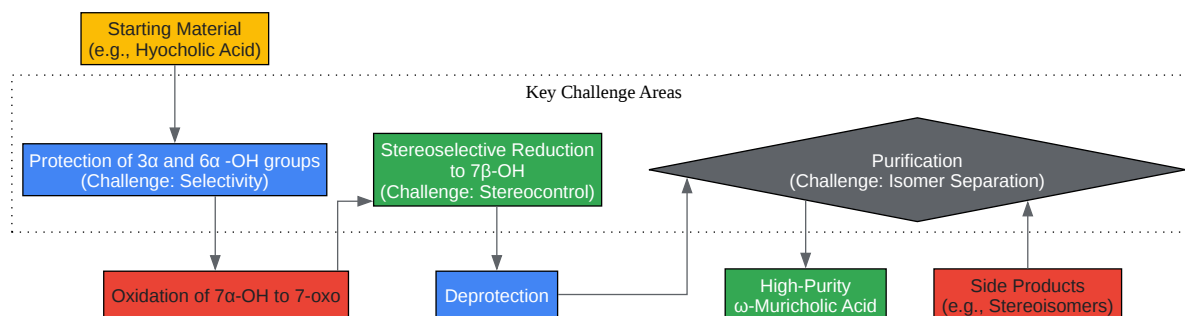 Starting Material
(e.g., Hyocholic Acid)
Key Challenge Areas
Protection of 3α and 6α -OH groups
(Challenge: Selectivity)
Stereoselective Reduction
to 7β-OH
(Challenge: Stereocontrol)
Purification
(Challenge: Isomer Separation)
Oxidation of 7α-OH to 7-oxo
Deprotection
High-Purity
ω-Muricholic Acid
Side Products
(e.g., Stereoisomers)